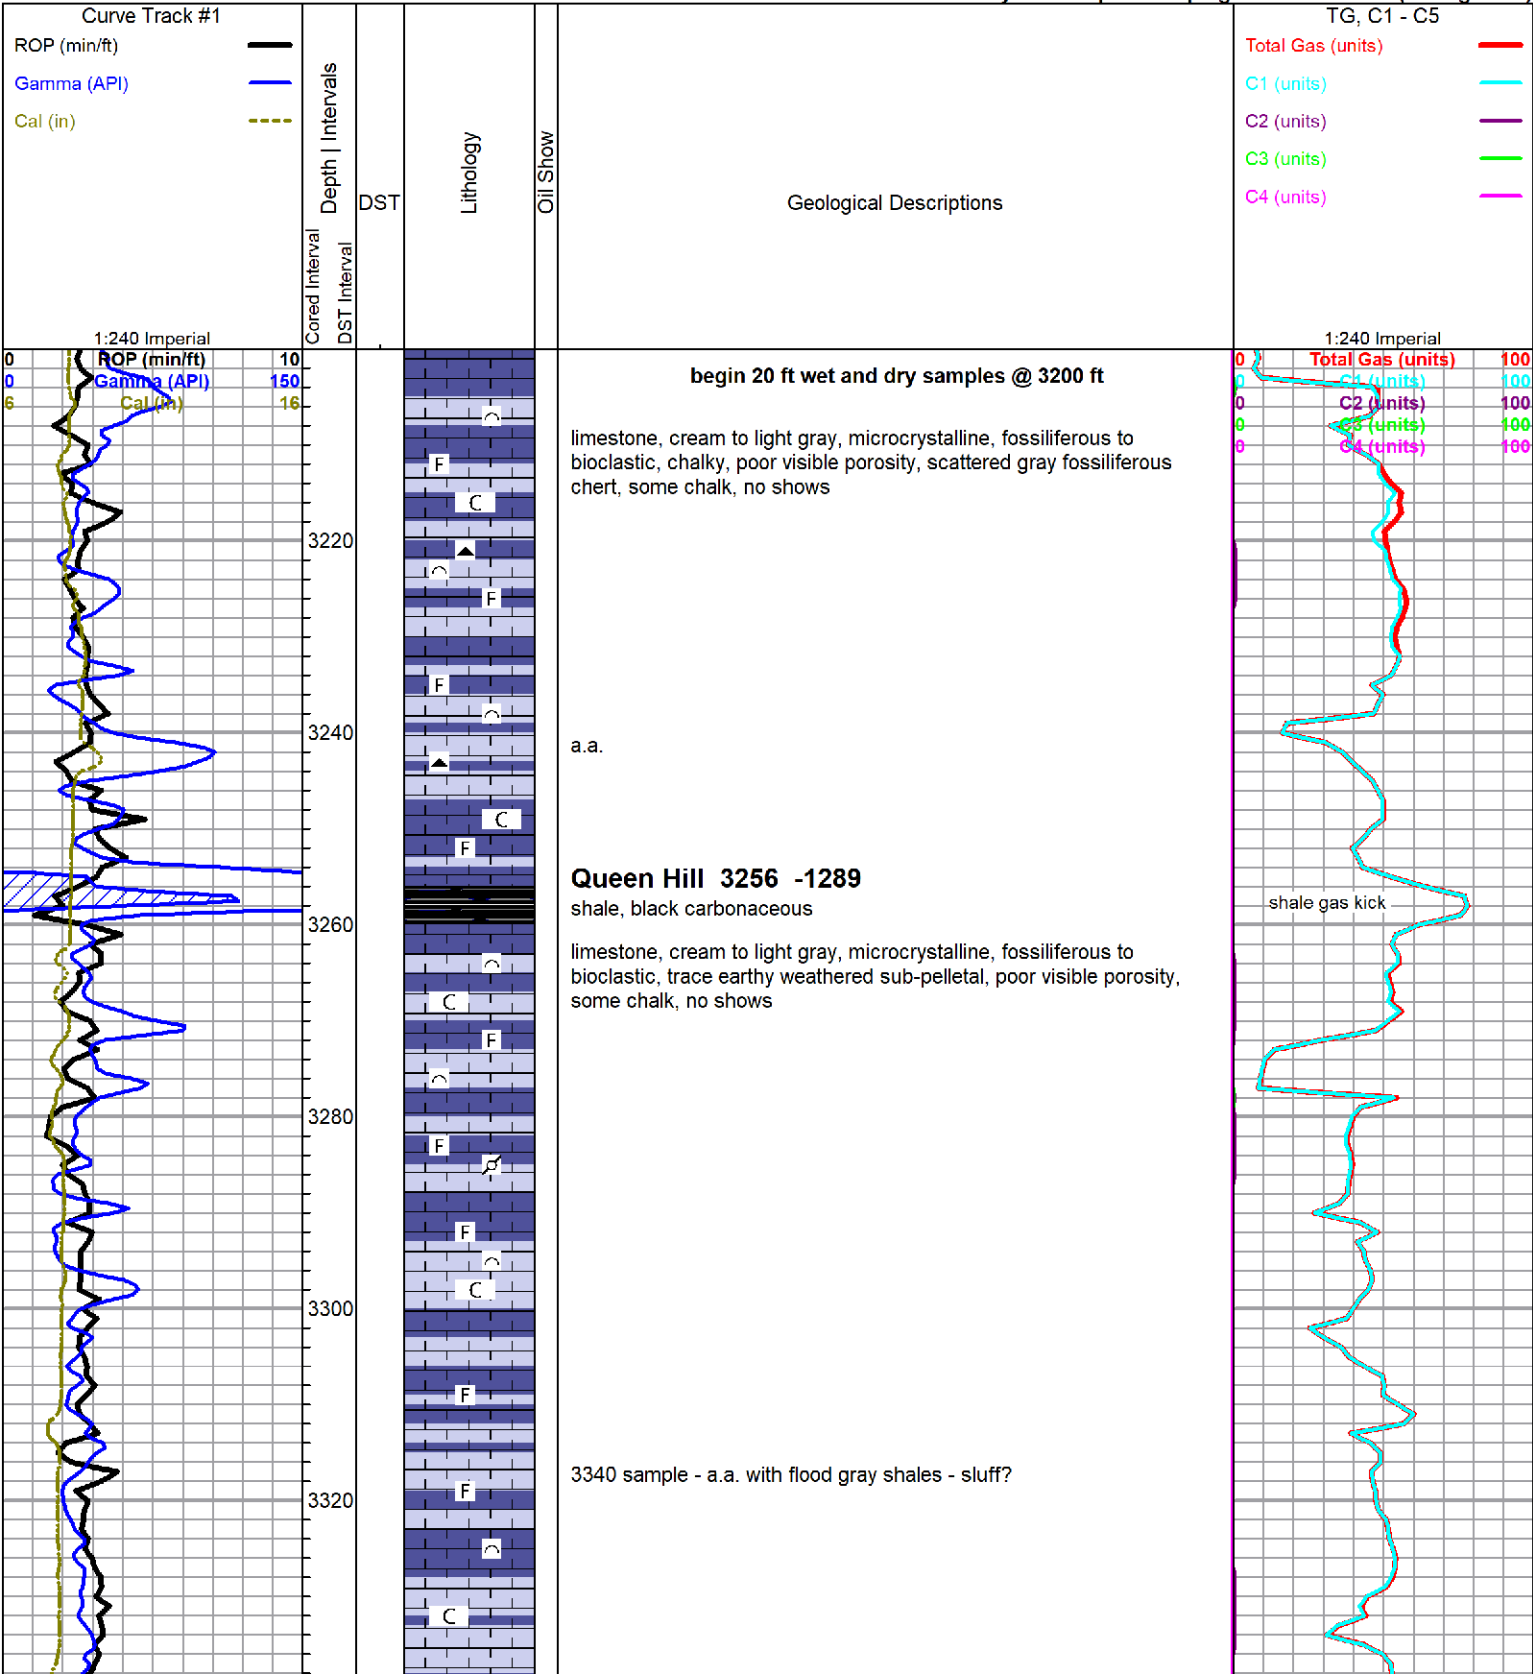 Curve Track #1
ROP (min/ft)
Gamma (API)
Cal (in)
1:240 Imperial
Depth | Intervals
Cored Interval
DST Interval
DST
Lithology
Oil Show
Geological Descriptions
TG, C1 - C5
Total Gas (units)
C1 (units)
C2 (units)
C3 (units)
C4 (units)
1:240 Imperial
0 ROP (min/ft) 10
0 Gamma (API) 150
6 Cal (in) 16
0 Total Gas (units) 100
0 C1 (units) 100
0 C2 (units) 100
0 C3 (units) 100
0 C4 (units) 100
begin 20 ft wet and dry samples @ 3200 ft
limestone, cream to light gray, microcrystalline, fossiliferous to
bioclastic, chalky, poor visible porosity, scattered gray fossiliferous
chert, some chalk, no shows
F
C
3220
F
F
3240
a.a.
C
F
Queen Hill 3256 -1289
shale, black carbonaceous
shale gas kick
3260
limestone, cream to light gray, microcrystalline, fossiliferous to
bioclastic, trace earthy weathered sub-pelletal, poor visible porosity,
some chalk, no shows
C
F
3280
F
F
C
3300
F
3340 sample - a.a. with flood gray shales - sluff?
F
3320
C